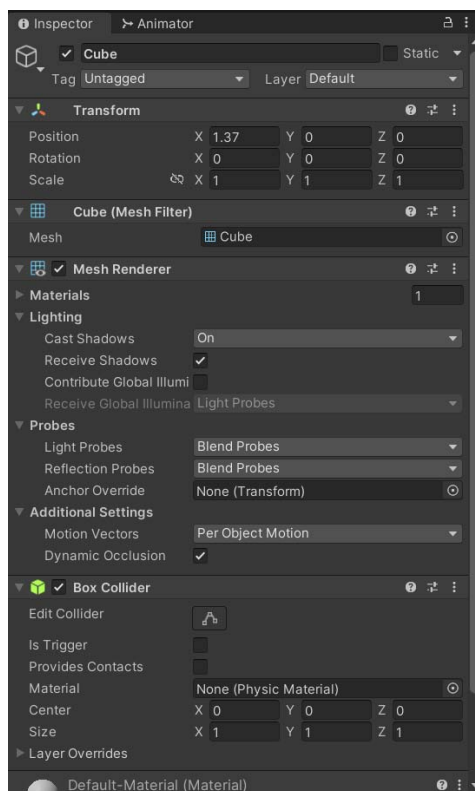 Inspector Animator
Cube Static
Tag Untagged Layer Default
Transform
Position X 1.37 Y 0 Z 0
Rotation X 0 Y 0 Z 0
Scale X 1 Y 1 Z 1
Cube (Mesh Filter)
Mesh Cube
Mesh Renderer
Materials 1
Lighting
Cast Shadows On
Receive Shadows
Contribute Global Illumi
Receive Global Illumina Light Probes
Probes
Light Probes Blend Probes
Reflection Probes Blend Probes
Anchor Override None (Transform)
Additional Settings
Motion Vectors Per Object Motion
Dynamic Occlusion
Box Collider
Edit Collider
Is Trigger
Provides Contacts
Material None (Physic Material)
Center X 0 Y 0 Z 0
Size X 1 Y 1 Z 1
Layer Overrides
Default-Material (Material)